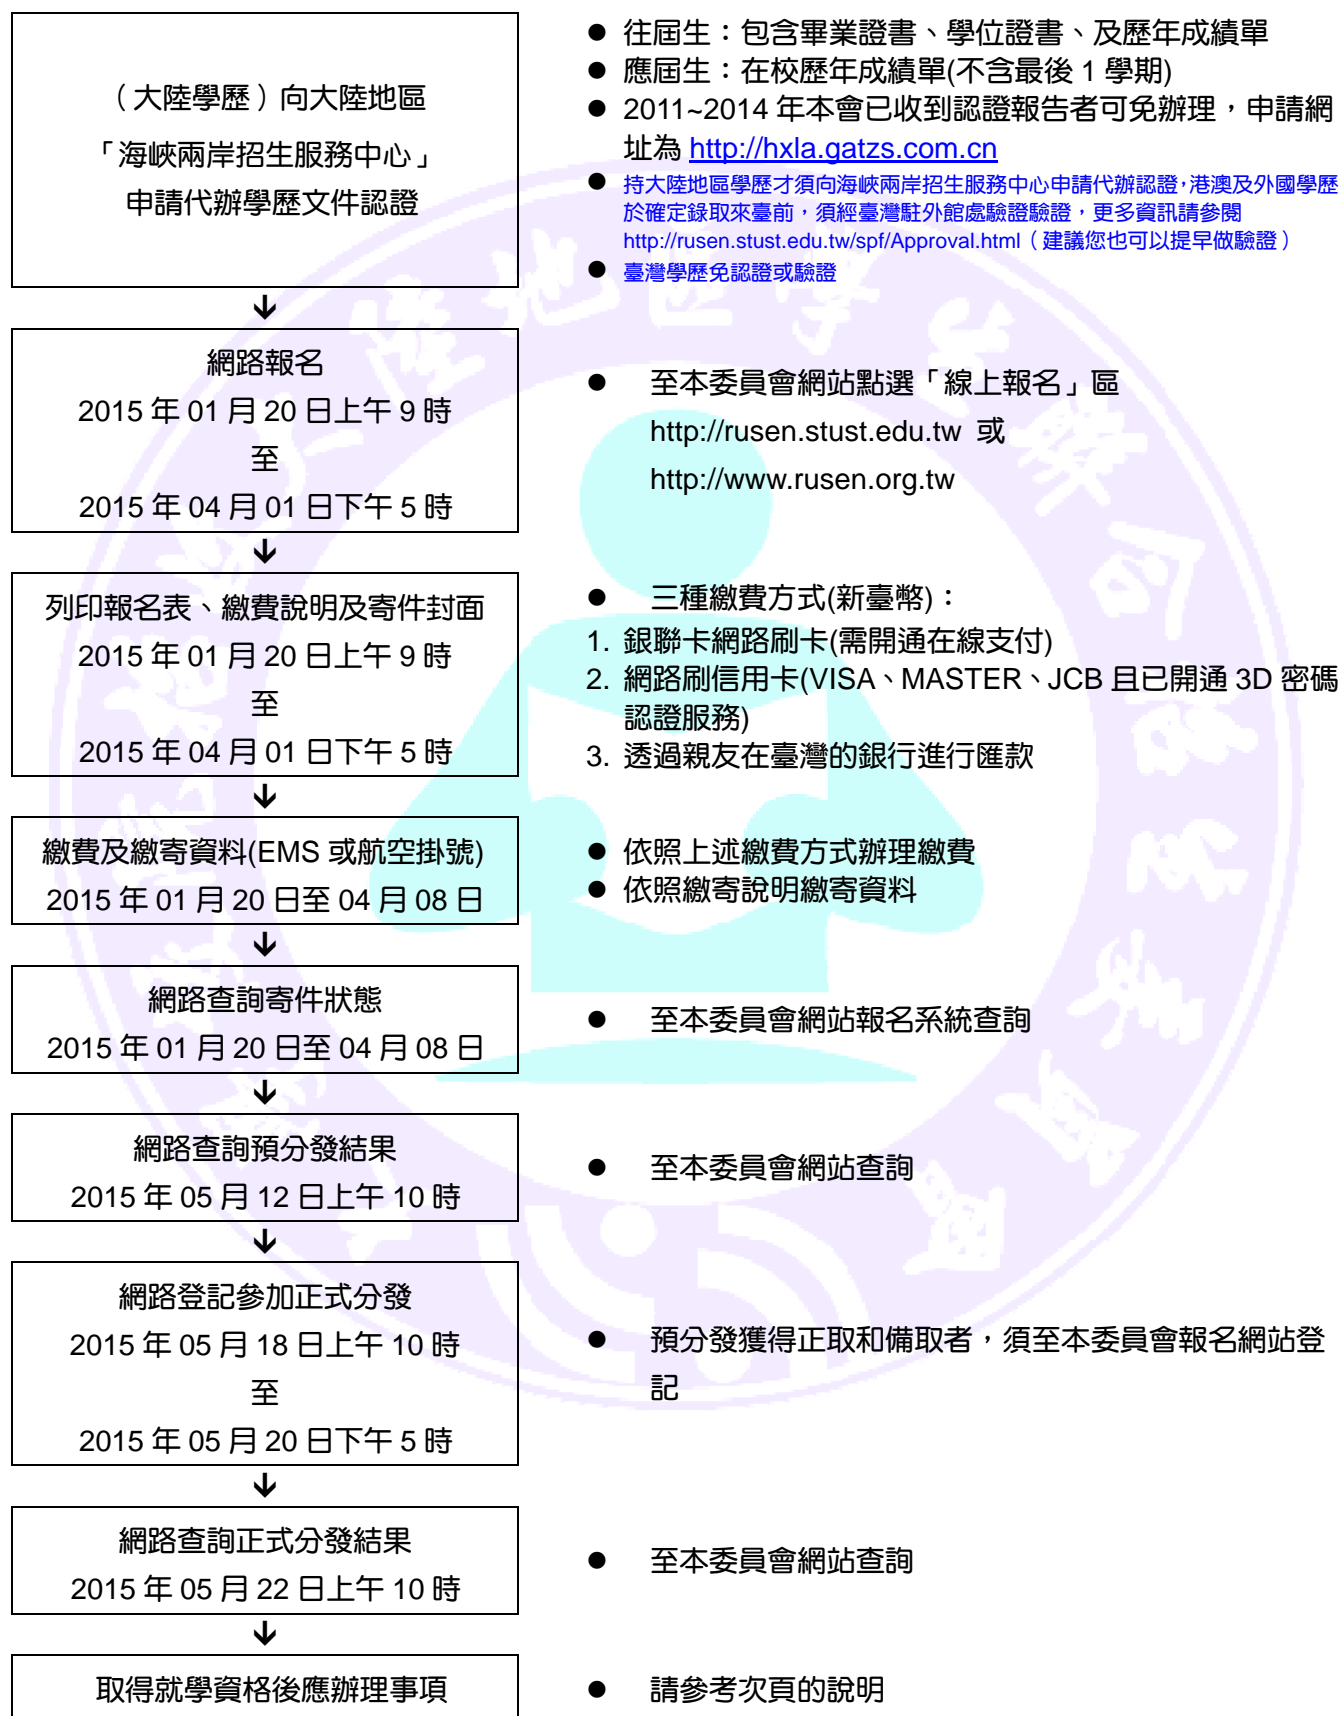 （大陸學歷）向大陸地區
「海峽兩岸招生服務中心」
申請代辦學歷文件認證
● 往屆生：包含畢業證書、學位證書、及歷年成績單
● 應屆生：在校歷年成績單(不含最後 1 學期)
● 2011~2014 年本會已收到認證報告者可免辦理，申請網
址為 http://hxla.gatzs.com.cn
● 持大陸地區學歷才須向海峽兩岸招生服務中心申請代辦認證，港澳及外國學歷
於確定錄取來臺前，須經臺灣駐外館處驗證驗證，更多資訊請參閱
http://rusen.stust.edu.tw/spf/Approval.html（建議您也可以提早做驗證）
● 臺灣學歷免認證或驗證
🡻
網路報名
2015 年 01 月 20 日上午 9 時
至
2015 年 04 月 01 日下午 5 時
● 至本委員會網站點選「線上報名」區
http://rusen.stust.edu.tw 或
http://www.rusen.org.tw
🡻
列印報名表、繳費說明及寄件封面
2015 年 01 月 20 日上午 9 時
至
2015 年 04 月 01 日下午 5 時
● 三種繳費方式(新臺幣)：
1. 銀聯卡網路刷卡(需開通在線支付)
2. 網路刷信用卡(VISA、MASTER、JCB 且已開通 3D 密碼
認證服務)
3. 透過親友在臺灣的銀行進行匯款
🡻
繳費及繳寄資料(EMS 或航空掛號)
2015 年 01 月 20 日至 04 月 08 日
● 依照上述繳費方式辦理繳費
● 依照繳寄說明繳寄資料
🡻
網路查詢寄件狀態
2015 年 01 月 20 日至 04 月 08 日
● 至本委員會網站報名系統查詢
🡻
網路查詢預分發結果
2015 年 05 月 12 日上午 10 時
● 至本委員會網站查詢
🡻
網路登記參加正式分發
2015 年 05 月 18 日上午 10 時
至
2015 年 05 月 20 日下午 5 時
● 預分發獲得正取和備取者，須至本委員會報名網站登
記
🡻
網路查詢正式分發結果
2015 年 05 月 22 日上午 10 時
● 至本委員會網站查詢
🡻
取得就學資格後應辦理事項
● 請參考次頁的說明